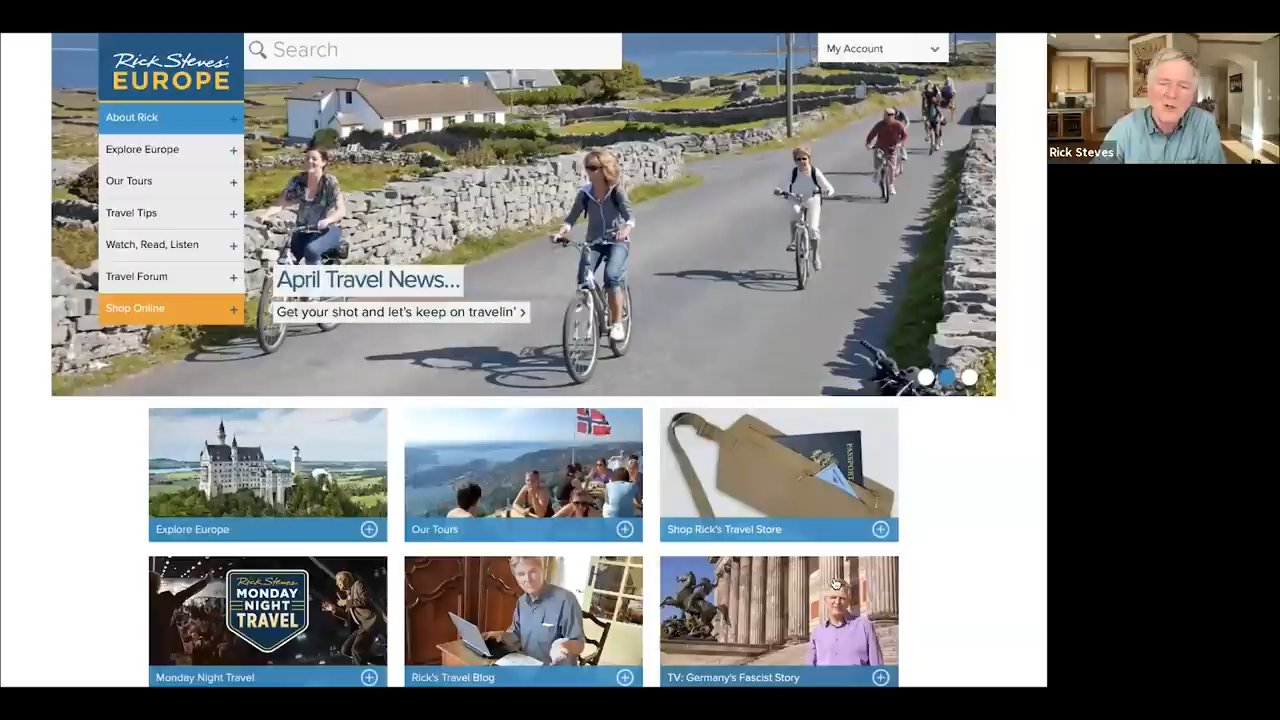 Rick Steves'
EUROPE
Search
My Account
About Rick
Explore Europe
Our Tours
Travel Tips
Watch, Read, Listen
Travel Forum
Shop Online
April Travel News...
Get your shot and let's keep on travelin' ›
Rick Steves
PASSPORT
Explore Europe
Our Tours
Shop Rick's Travel Store
Rick Steves'
MONDAY
NIGHT
TRAVEL
Monday Night Travel
Rick's Travel Blog
TV: Germany's Fascist Story